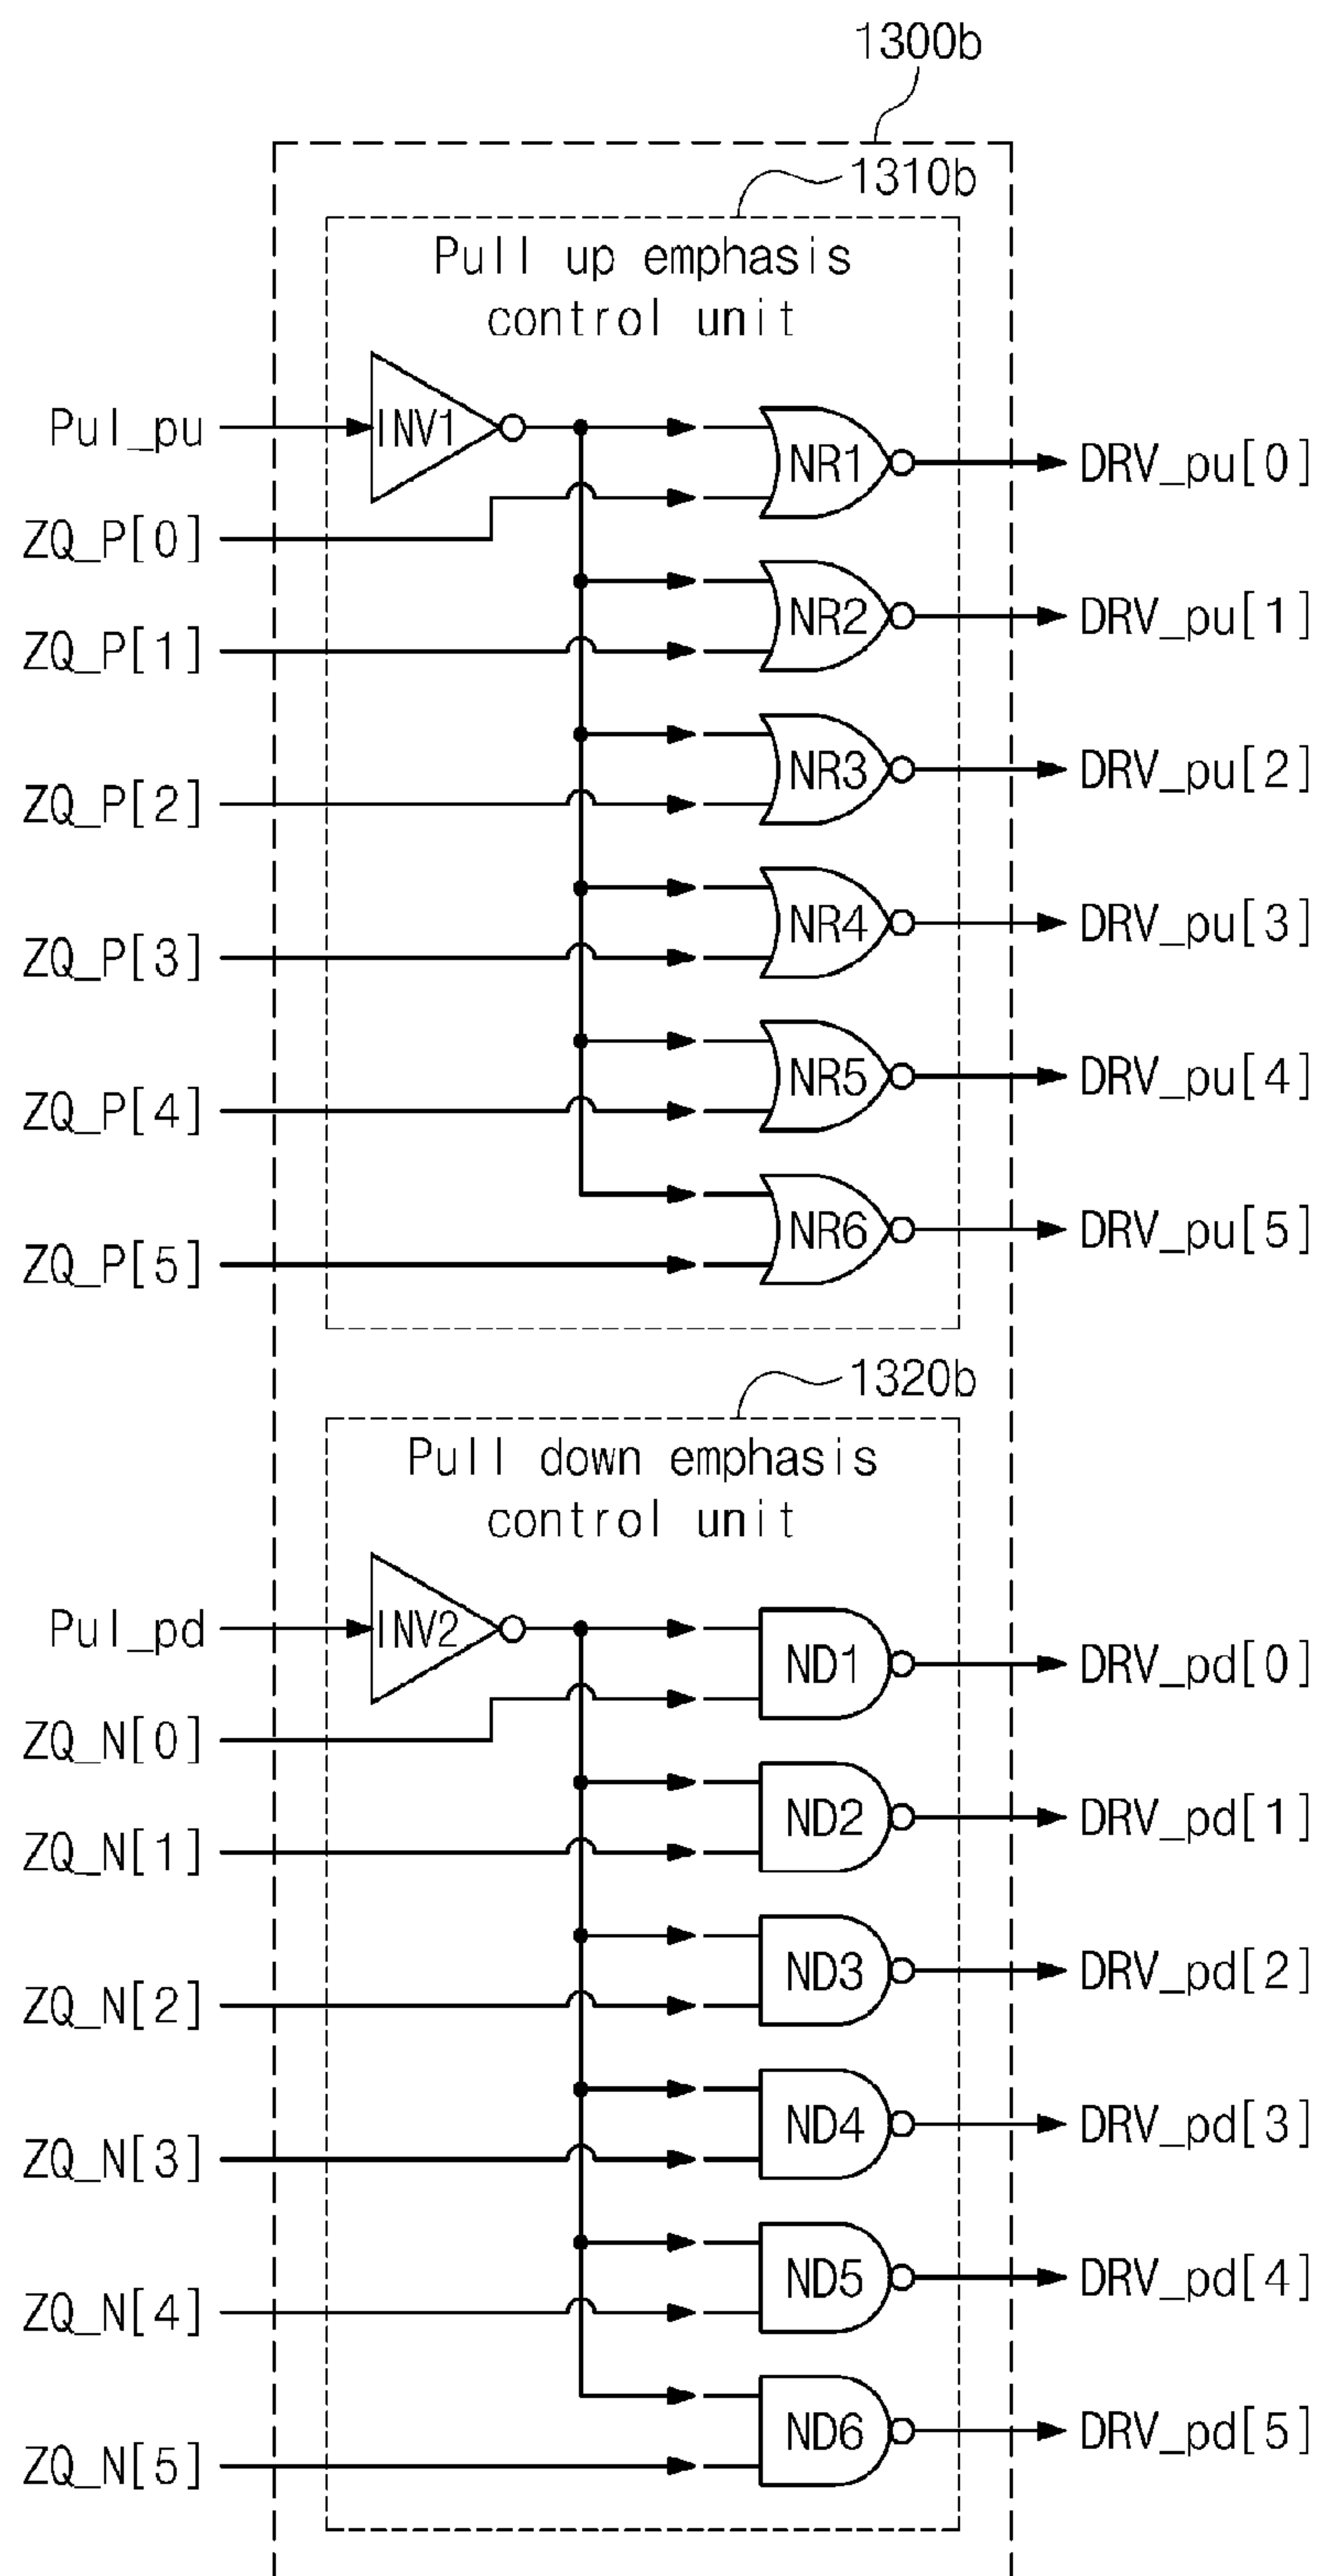 1300b
1310b
Pull up emphasis
control unit
Pul_pu
INV1
NR1
DRV_pu[0]
ZQ_P[0]
NR2
DRV_pu[1]
ZQ_P[1]
NR3
DRV_pu[2]
ZQ_P[2]
NR4
DRV_pu[3]
ZQ_P[3]
NR5
DRV_pu[4]
ZQ_P[4]
NR6
DRV_pu[5]
ZQ_P[5]
1320b
Pull down emphasis
control unit
Pul_pd
INV2
ND1
DRV_pd[0]
ZQ_N[0]
ND2
DRV_pd[1]
ZQ_N[1]
ND3
DRV_pd[2]
ZQ_N[2]
ND4
DRV_pd[3]
ZQ_N[3]
ND5
DRV_pd[4]
ZQ_N[4]
ND6
DRV_pd[5]
ZQ_N[5]